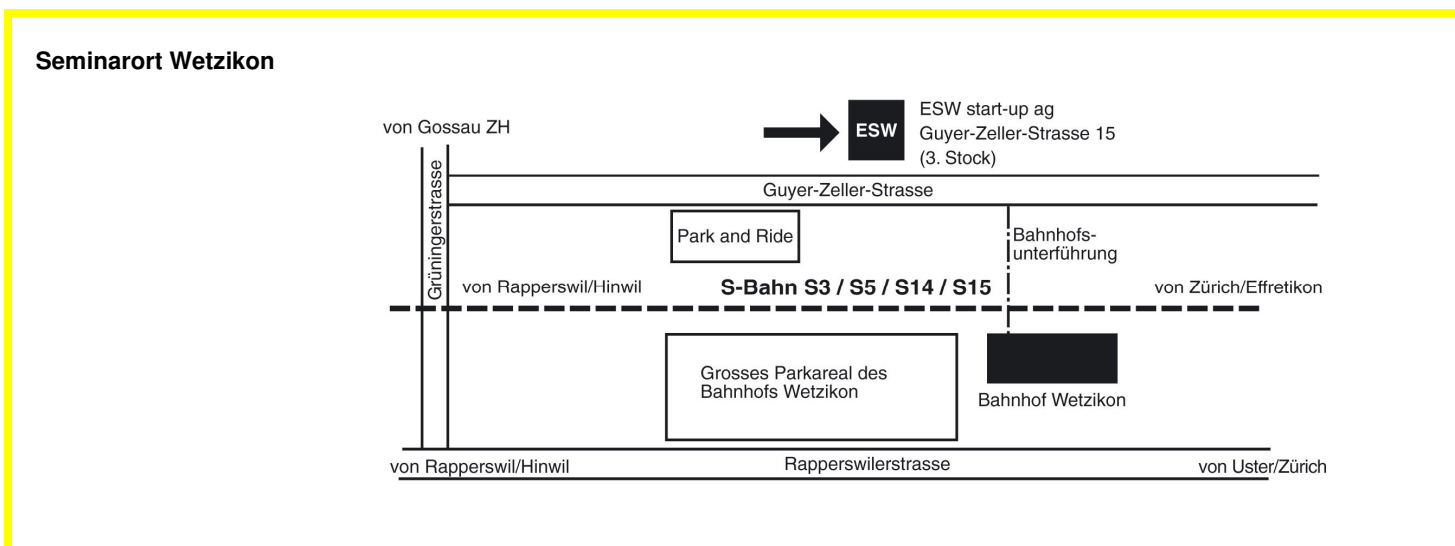 Seminarort Wetzikon
von Gossau ZH
ESW
ESW start-up ag
Guyer-Zeller-Strasse 15
(3. Stock)
Grüningerstrasse
Guyer-Zeller-Strasse
Park and Ride
Bahnhofs-
unterführung
von Rapperswil/Hinwil
S-Bahn S3 / S5 / S14 / S15
von Zürich/Effretikon
Grosses Parkareal des
Bahnhofs Wetzikon
Bahnhof Wetzikon
von Rapperswil/Hinwil
Rapperswilerstrasse
von Uster/Zürich